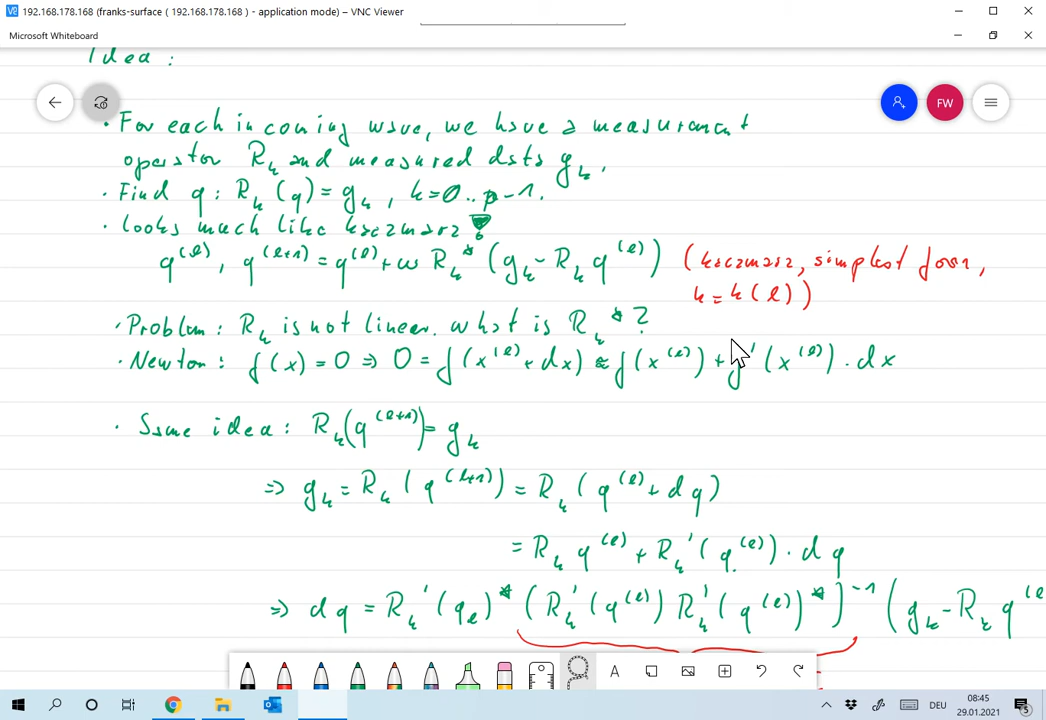 192.168.178.168 (franks-surface ( 192.168.178.168 ) - application mode) – VNC Viewer
Microsoft Whiteboard
Idea :
FW
· For each incoming wave, we have a measurement
operator R_k and measured data g_k.
· Find q : R_k (q) = g_k , k=0..p-1.
· looks much like kaczmarz !
q^(l), q^(l+1) = q^(l) + ω R_k^* (g_k - R_k q^(l)) (kaczmarz, simplest form,
k = k(l))
· Problem: R_k is not linear. what is R_k^* ?
· Newton: f(x) = 0 => 0 = f(x^(l) + dx) ≈ f(x^(l)) + f'(x^(l)) · dx
· Same idea: R_k(q^(l+1)) = g_k
=> g_k = R_k (q^(l+1)) = R_k (q^(l) + dq)
= R_k q^(l) + R_k' (q^(l)) · dq
=> dq = R_k' (q_l)^* (R_k' (q^(l)) R_k' (q^(l))^*)^-1 (g_k - R_k q^(l
A
DEU
08:45
29.01.2021
5